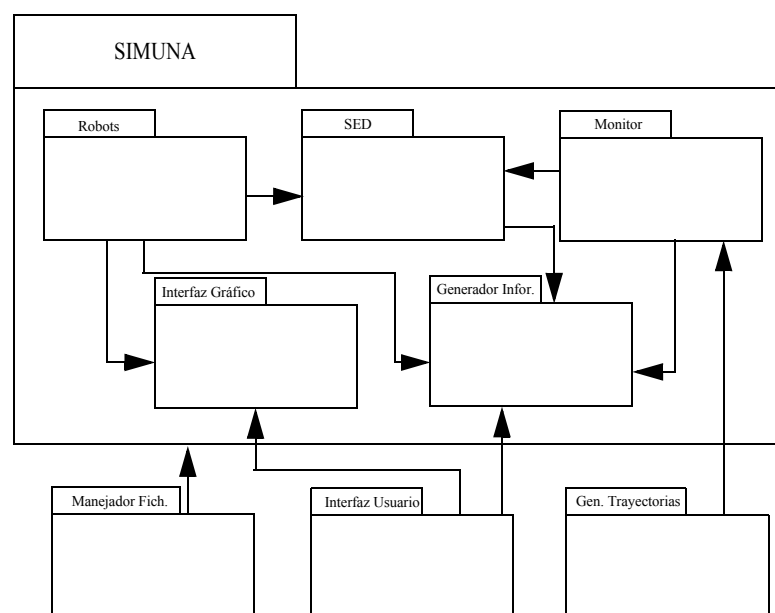 SIMUNA
Robots
SED
Monitor
Interfaz Gráfico
Generador Infor.
Manejador Fich.
Interfaz Usuario
Gen. Trayectorias